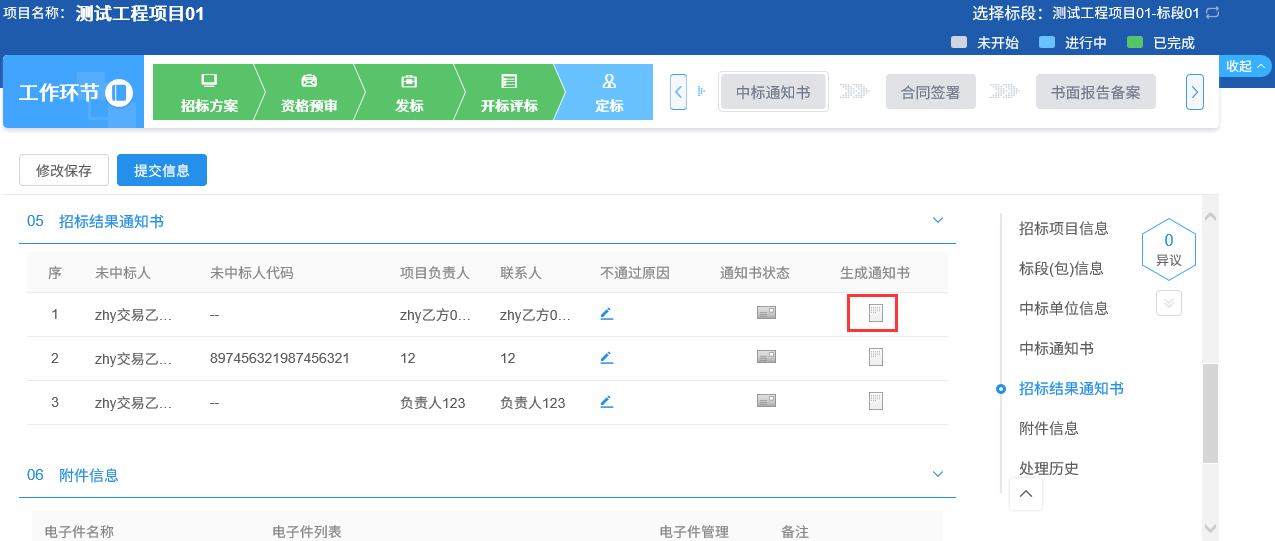 项目名称： 测试工程项目01
选择标段：测试工程项目01-标段01
未开始 进行中 已完成
收起
工作环节
招标方案 资格预审 发标 开标评标 定标
中标通知书 合同签署 书面报告备案
修改保存 提交信息
05 招标结果通知书
序 未中标人 未中标人代码 项目负责人 联系人 不通过原因 通知书状态 生成通知书
1 zhy交易乙... -- zhy乙方0... zhy乙方0...
2 zhy交易乙... 897456321987456321 12 12
3 zhy交易乙... -- 负责人123 负责人123
06 附件信息
电子件名称 电子件列表 电子件管理 备注
招标项目信息
标段(包)信息
中标单位信息
中标通知书
招标结果通知书
附件信息
处理历史
0
异议